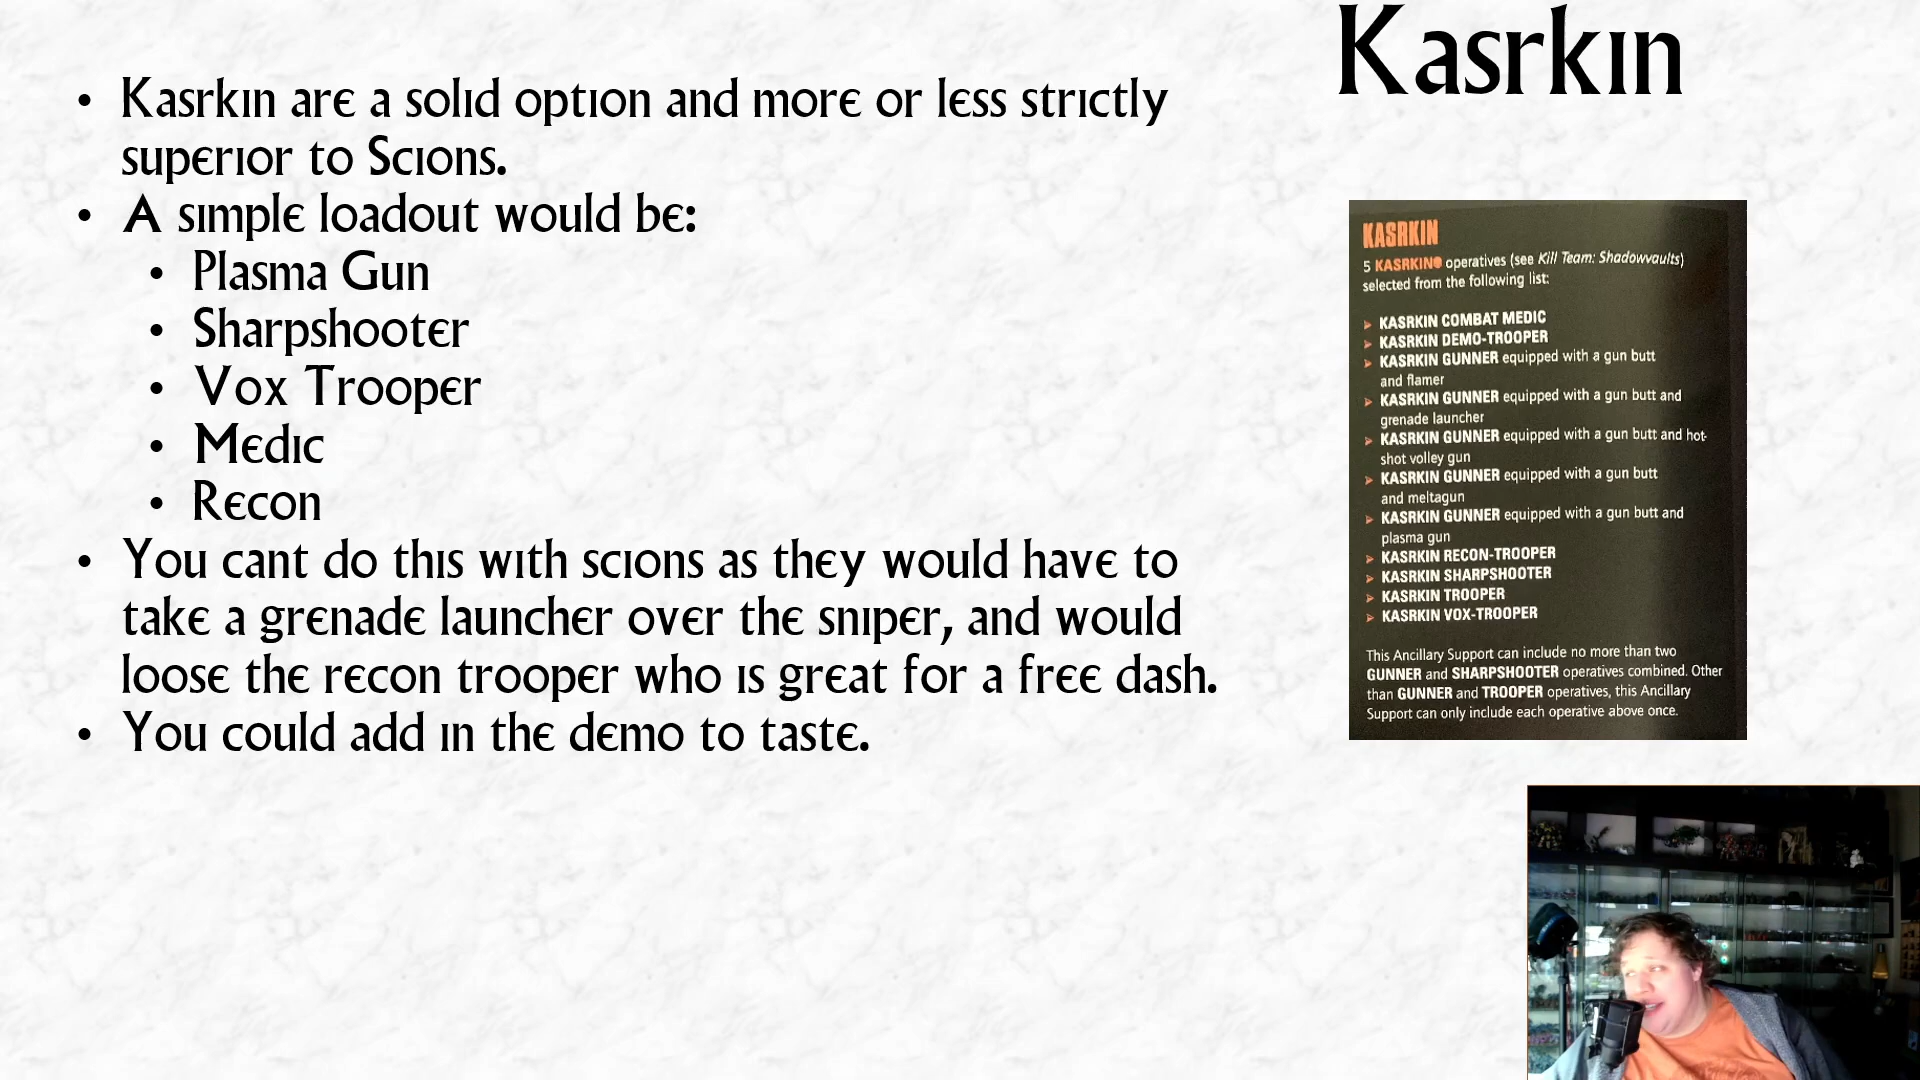 Kasrkin
• Kasrkin are a solid option and more or less strictly
superior to Scions.
• A simple loadout would be:
• Plasma Gun
• Sharpshooter
• Vox Trooper
• Medic
• Recon
• You cant do this with scions as they would have to
take a grenade launcher over the sniper, and would
loose the recon trooper who is great for a free dash.
• You could add in the demo to taste.
KASRKIN
5 KASRKIN operatives (see Kill Team: Shadowvaults)
selected from the following list:
KASRKIN COMBAT MEDIC
KASRKIN DEMO-TROOPER
KASRKIN GUNNER equipped with a gun butt
and flamer
KASRKIN GUNNER equipped with a gun butt and
grenade launcher
KASRKIN GUNNER equipped with a gun butt and hot-
shot volley gun
KASRKIN GUNNER equipped with a gun butt
and meltagun
KASRKIN GUNNER equipped with a gun butt and
plasma gun
KASRKIN RECON-TROOPER
KASRKIN SHARPSHOOTER
KASRKIN TROOPER
KASRKIN VOX-TROOPER
This Ancillary Support can include no more than two
GUNNER and SHARPSHOOTER operatives combined. Other
than GUNNER and TROOPER operatives, this Ancillary
Support can only include each operative above once.